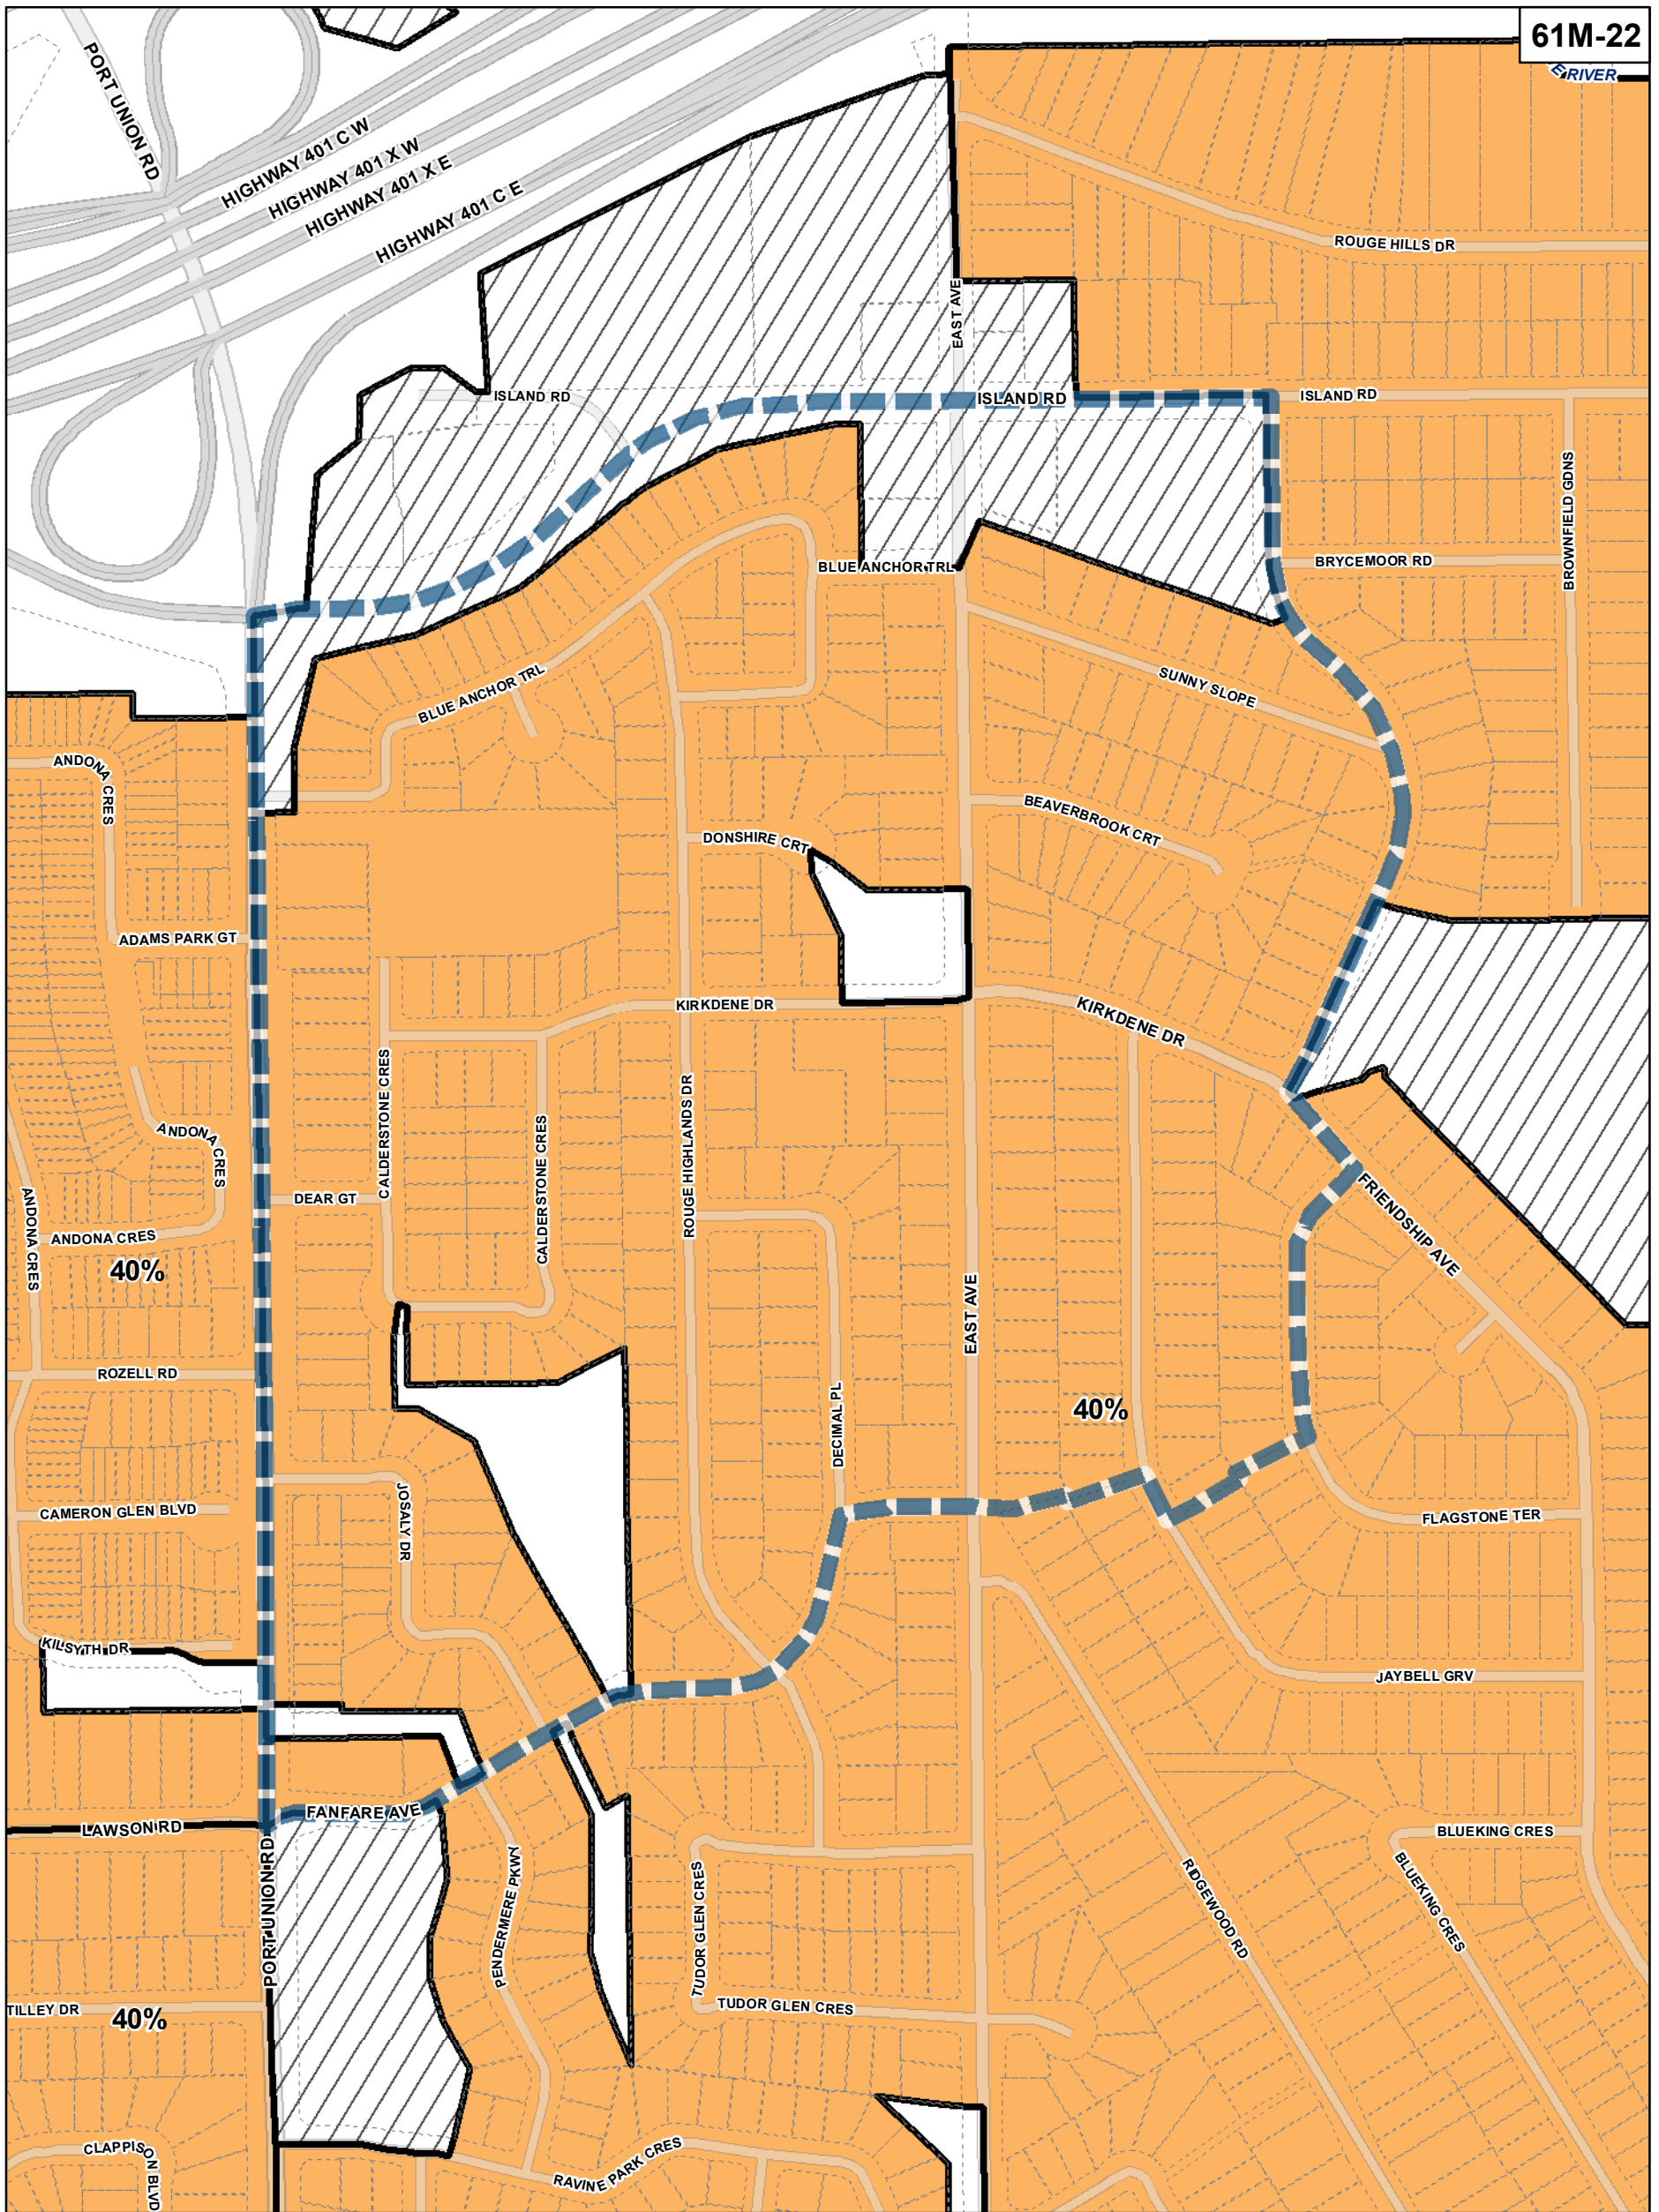 61M-22
E RIVER
PORT UNION RD
HIGHWAY 401 C W
HIGHWAY 401 X W
HIGHWAY 401 X E
HIGHWAY 401 C E
ROUGE HILLS DR
EAST AVE
ISLAND RD
ISLAND RD
ISLAND RD
BROWNFIELD GDNS
BRYCEMOOR RD
BLUE ANCHOR TRL
SUNNY SLOPE
BLUE ANCHOR TRL
ANDONA CRES
BEAVERBROOK CRT
DONSHIRE CRT
ADAMS PARK GT
KIRKDENE DR
KIRKDENE DR
CALDERSTONE CRES
ROUGE HIGHLANDS DR
CALDERSTONE CRES
ANDONA CRES
DEAR GT
FRIENDSHIP AVE
ANDONA CRES
ANDONA CRES
40%
EAST AVE
ROZELL RD
DECIMAL PL
40%
CAMERON GLEN BLVD
JOSALY DR
FLAGSTONE TER
KILSYTH DR
JAYBELL GRV
FANFARE AVE
LAWSON RD
BLUEKING CRES
PORT UNION RD
PENDERMERE PKWY
TUDOR GLEN CRES
RIDGEWOOD RD
BLUEKING CRES
TILLEY DR
40%
TUDOR GLEN CRES
CLAPPISON BLVD
RAVINE PARK CRES